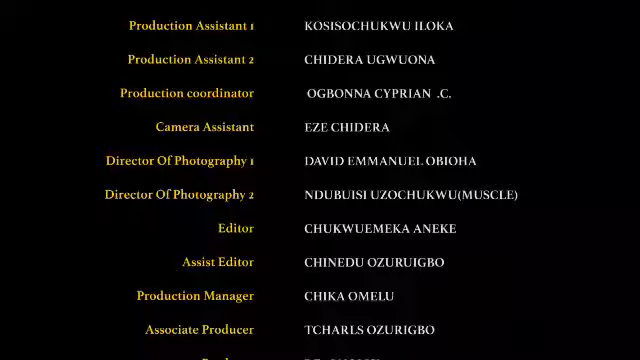 Production Assistant 1 KOSISOCHUKWU ILOKA
Production Assistant 2 CHIDERA UGWUONA
Production coordinator OGBONNA CYPRIAN .C.
Camera Assistant EZE CHIDERA
Director Of Photography 1 DAVID EMMANUEL OBIOHA
Director Of Photography 2 NDUBUISI UZOCHUKWU(MUSCLE)
Editor CHUKWUEMEKA ANEKE
Assist Editor CHINEDU OZURUIGBO
Production Manager CHIKA OMELU
Associate Producer TCHARLS OZURIGBO